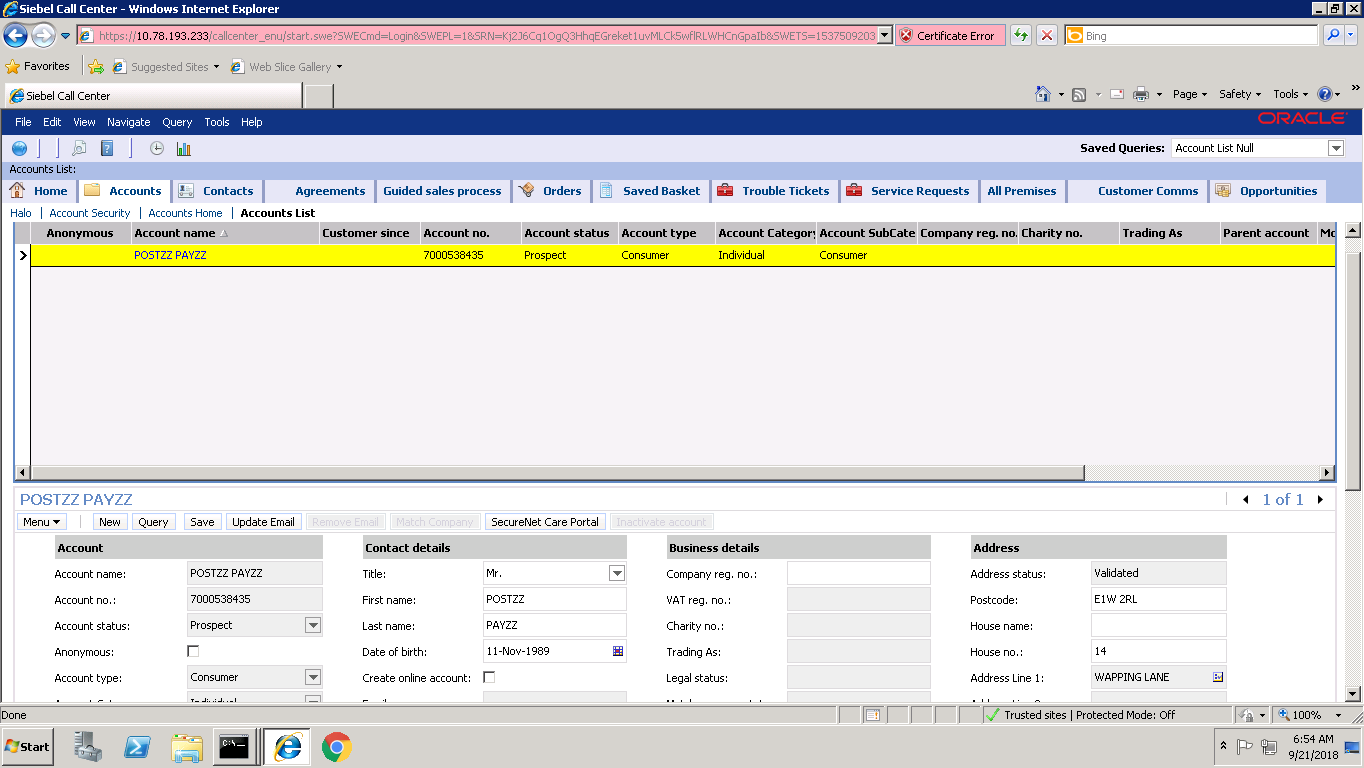 Siebel Call Center - Windows Internet Explorer
https://10.78.193.233/callcenter_enu/start.swe?SWECmd=Login&SWEPL=1&SRN= Certificate Error Bing
Favorites Suggested Sites Web Slice Gallery
Siebel Call Center Page Safety Tools
File Edit View Navigate Query Tools Help ORACLE
Saved Queries: Account List Null
Accounts List:
Home Accounts Contacts Agreements Guided sales process Orders Saved Basket Trouble Tickets Service Requests All Premises Customer Comms Opportunities
Halo | Account Security | Accounts Home | Accounts List
Anonymous Account name Customer since Account no. Account status Account type Account Category Account SubCate Company reg. no. Charity no. Trading As Parent account Mo
POSTZZ PAYZZ 7000538435 Prospect Consumer Individual Consumer
POSTZZ PAYZZ 1 of 1
Menu New Query Save Update Email Remove Email Match Company SecureNet Care Portal Inactivate account
Account Contact details Business details Address
Account name: POSTZZ PAYZZ Title: Mr. Company reg. no.: Address status: Validated
Account no.: 7000538435 First name: POSTZZ VAT reg. no.: Postcode: E1W 2RL
Account status: Prospect Last name: PAYZZ Charity no.: House name:
Anonymous: Date of birth: 11-Nov-1989 Trading As: House no.: 14
Account type: Consumer Create online account: Legal status: Address Line 1: WAPPING LANE
Done Trusted sites | Protected Mode: Off 100%
Start 6:54 AM
9/21/2018